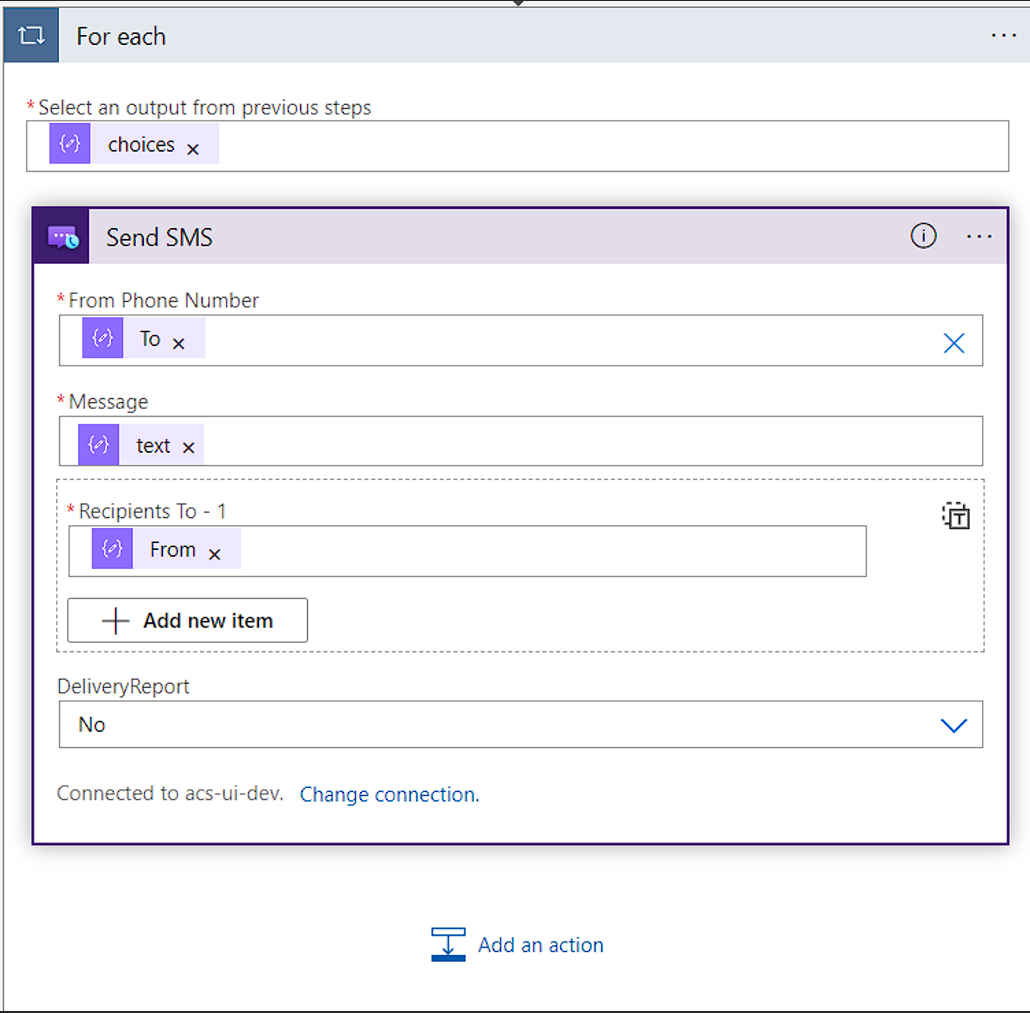 For each
* Select an output from previous steps
choices
Send SMS
* From Phone Number
To
* Message
text
* Recipients To - 1
From
Add new item
DeliveryReport
No
Connected to acs-ui-dev. Change connection.
Add an action